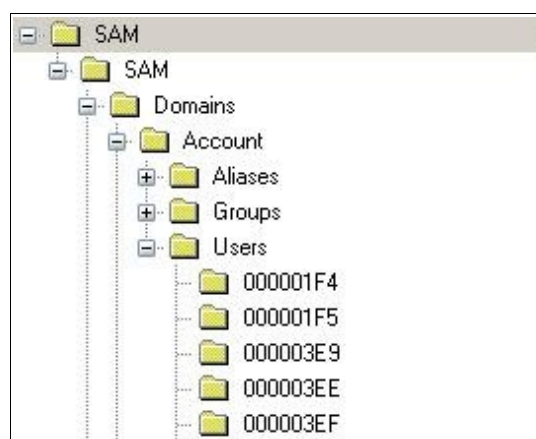 SAM
SAM
Domains
Account
Aliases
Groups
Users
000001F4
000001F5
000003E9
000003EE
000003EF